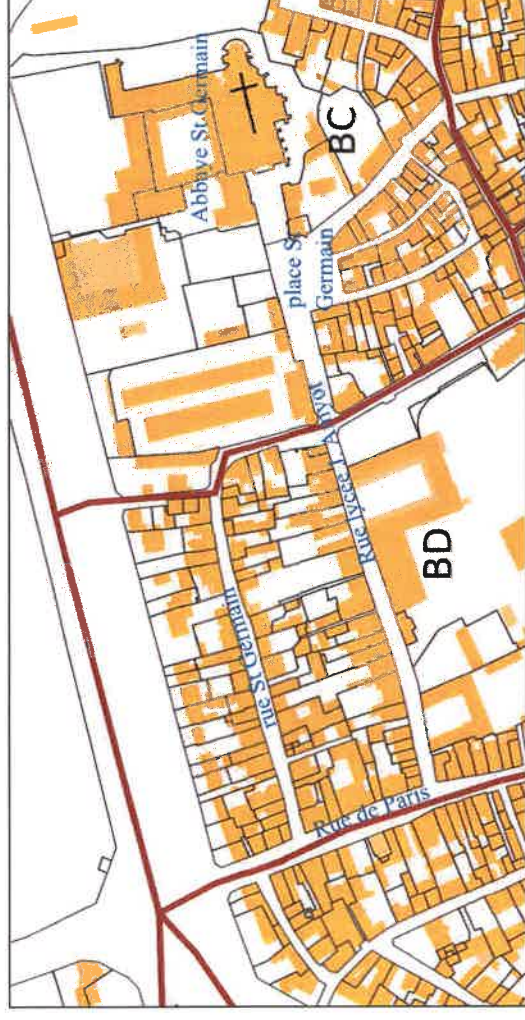 Abbaye St Germain
BC
place St
Germain
Rue lycée J. Amyot
BD
rue St Germain
Rue de Paris